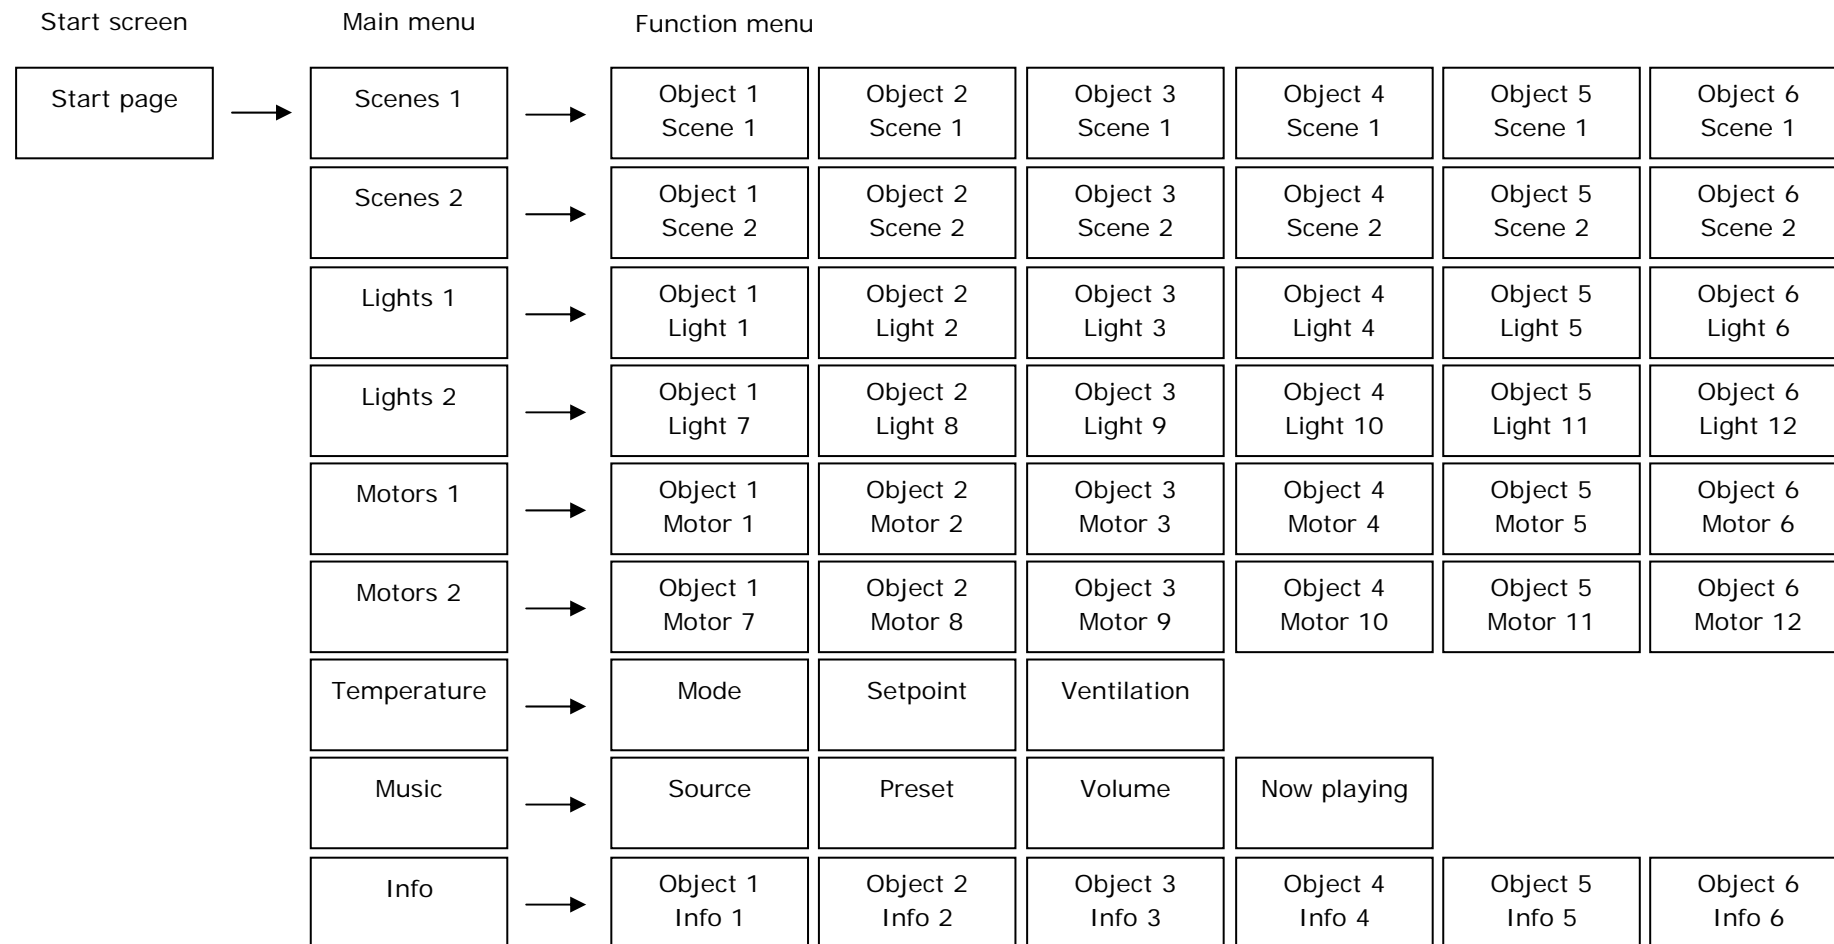 Start screen Main menu Function menu
Start page Scenes 1 Object 1 Object 2 Object 3 Object 4 Object 5 Object 6
Scene 1 Scene 1 Scene 1 Scene 1 Scene 1 Scene 1
Scenes 2 Object 1 Object 2 Object 3 Object 4 Object 5 Object 6
Scene 2 Scene 2 Scene 2 Scene 2 Scene 2 Scene 2
Lights 1 Object 1 Object 2 Object 3 Object 4 Object 5 Object 6
Light 1 Light 2 Light 3 Light 4 Light 5 Light 6
Lights 2 Object 1 Object 2 Object 3 Object 4 Object 5 Object 6
Light 7 Light 8 Light 9 Light 10 Light 11 Light 12
Motors 1 Object 1 Object 2 Object 3 Object 4 Object 5 Object 6
Motor 1 Motor 2 Motor 3 Motor 4 Motor 5 Motor 6
Motors 2 Object 1 Object 2 Object 3 Object 4 Object 5 Object 6
Motor 7 Motor 8 Motor 9 Motor 10 Motor 11 Motor 12
Temperature Mode Setpoint Ventilation
Music Source Preset Volume Now playing
Info Object 1 Object 2 Object 3 Object 4 Object 5 Object 6
Info 1 Info 2 Info 3 Info 4 Info 5 Info 6